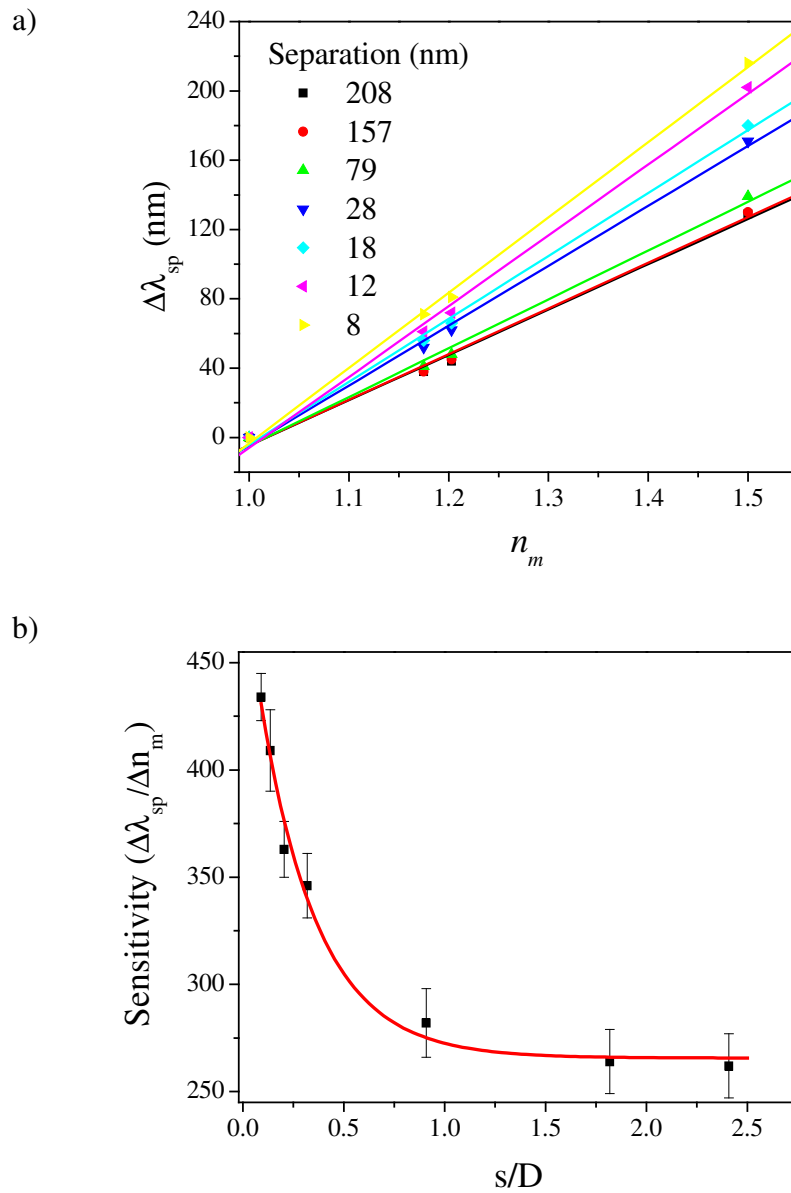 a)
Separation (nm)
208
157
79
28
18
12
8
Δλsp (nm)
240
200
160
120
80
40
0
1.0 1.1 1.2 1.3 1.4 1.5
nm
b)
Sensitivity (Δλsp/Δnm)
450
400
350
300
250
0.0 0.5 1.0 1.5 2.0 2.5
s/D